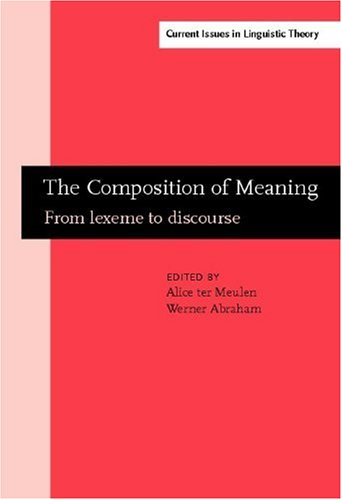 Current Issues in Linguistic Theory
The Composition of Meaning
From lexeme to discourse
EDITED BY
Alice ter Meulen
Werner Abraham